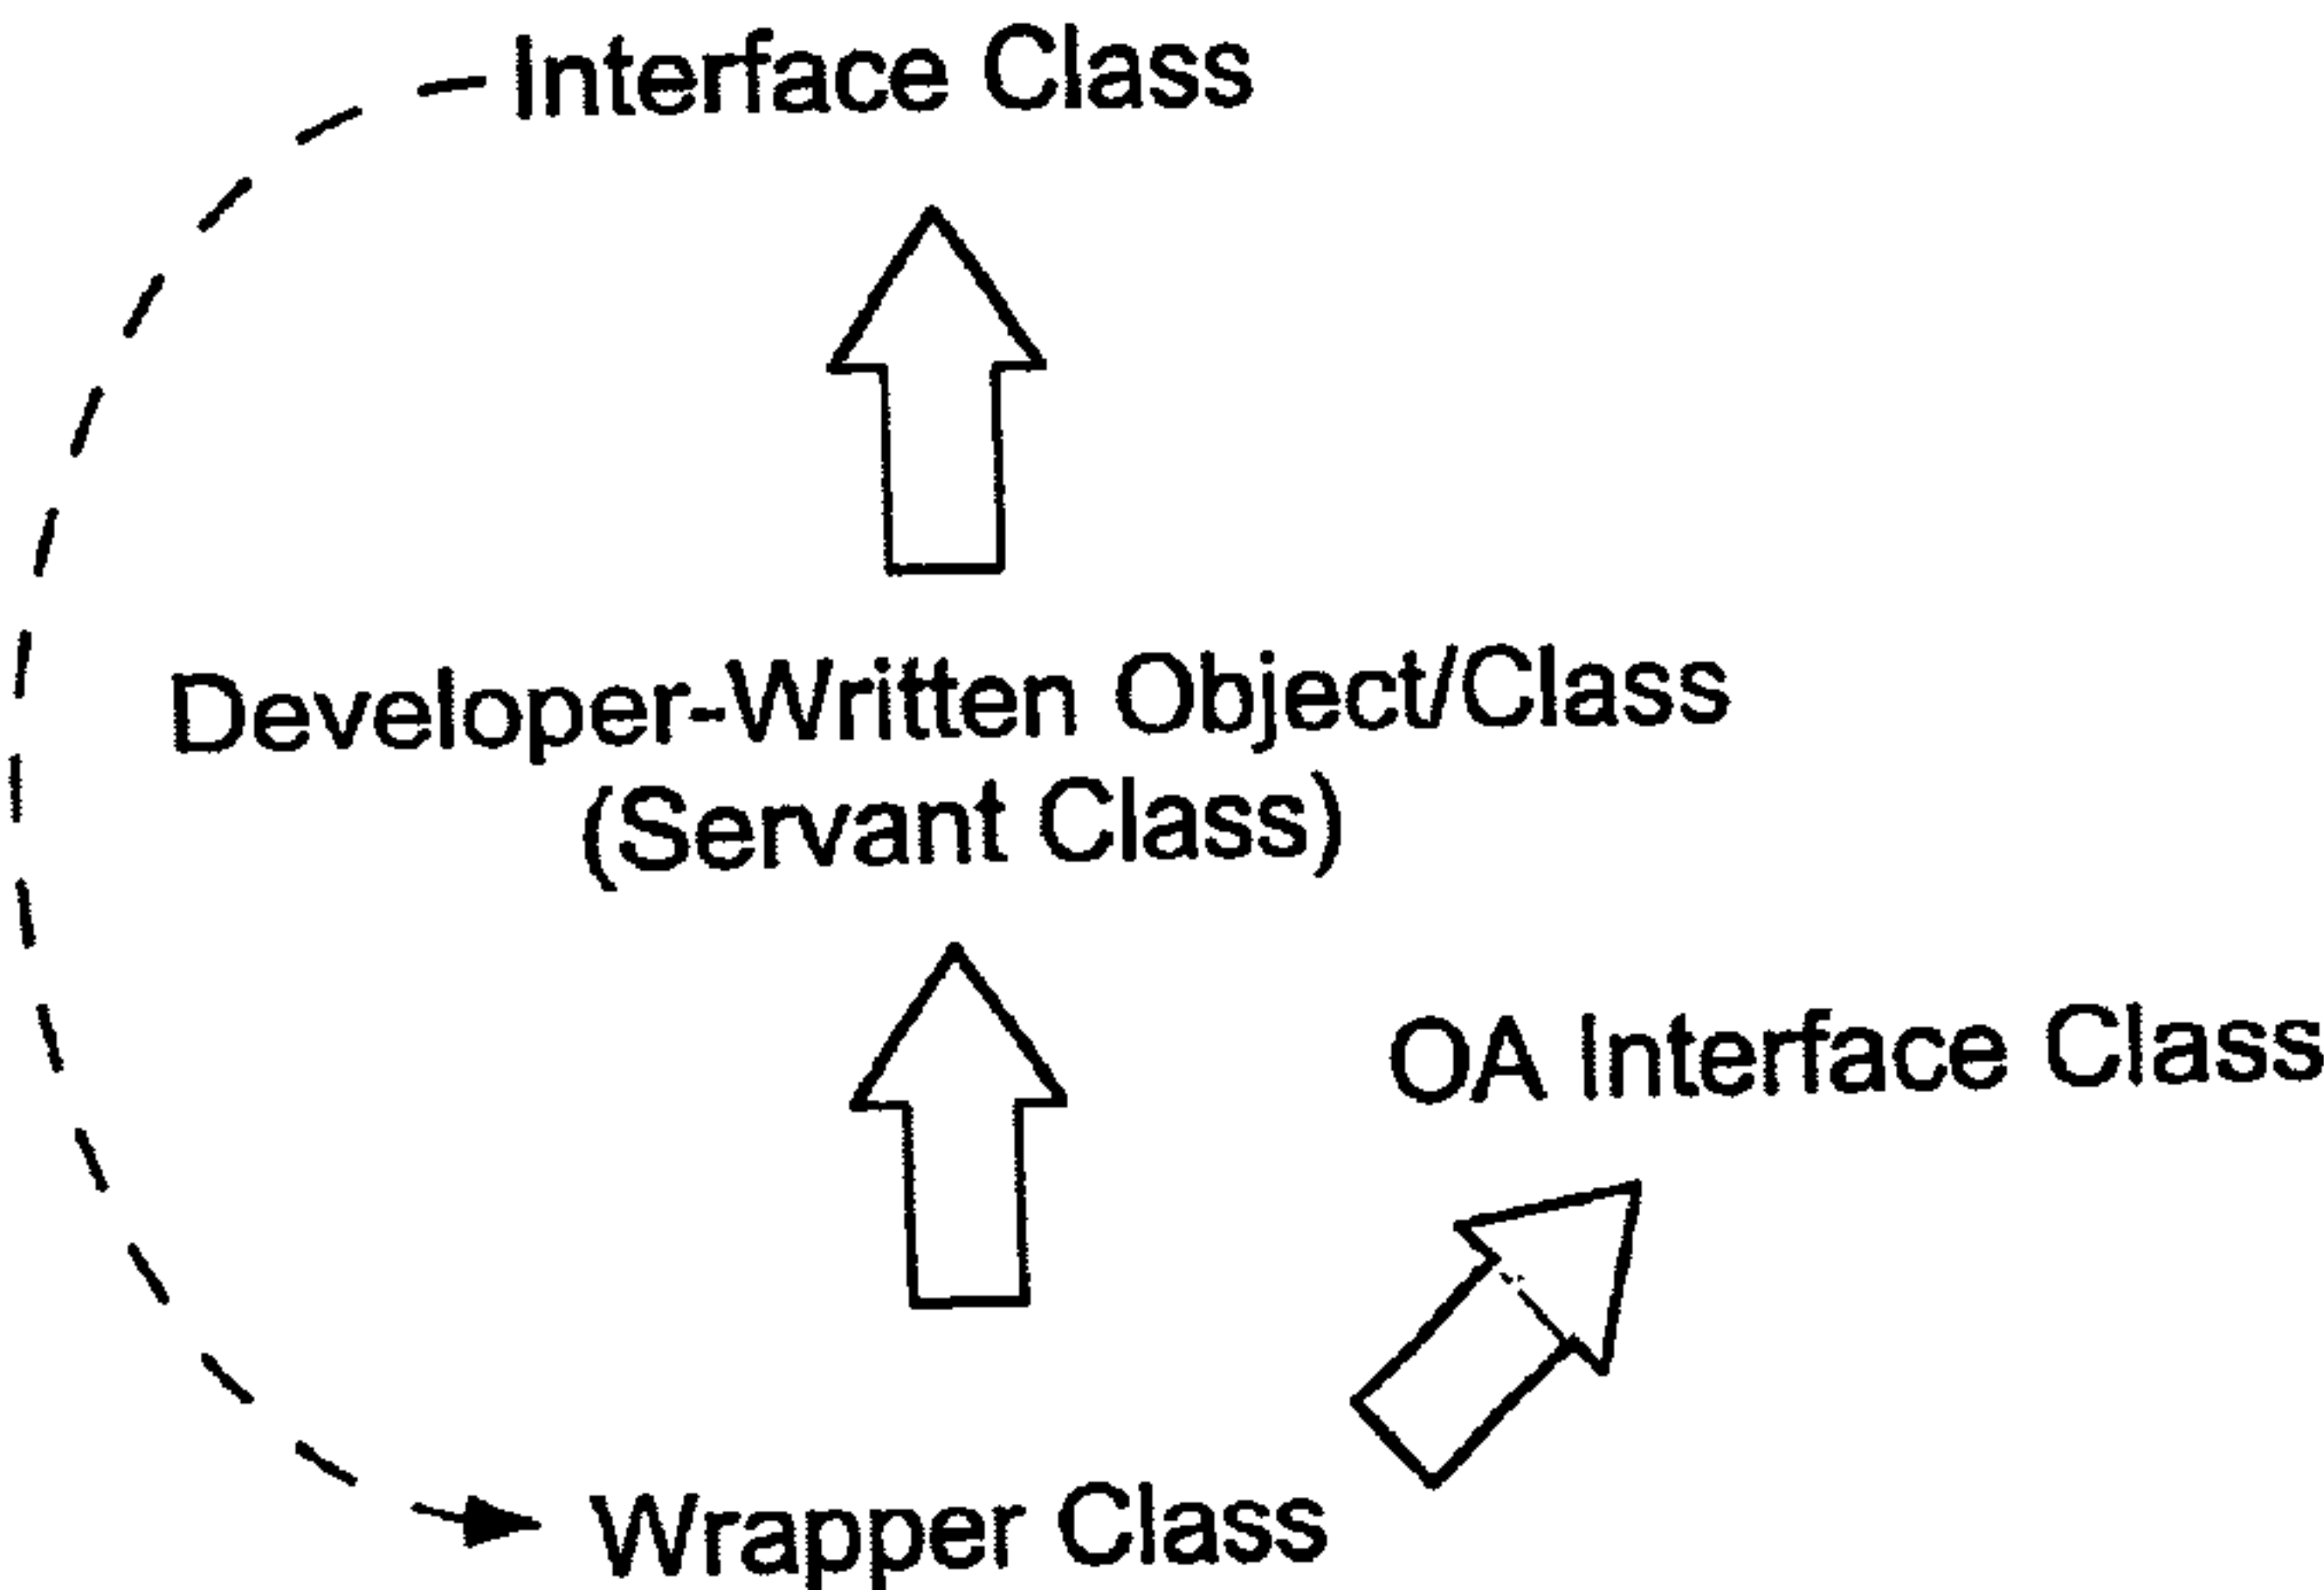 Interface Class
Developer-Written Object/Class
(Servant Class)
OA Interface Class
Wrapper Class